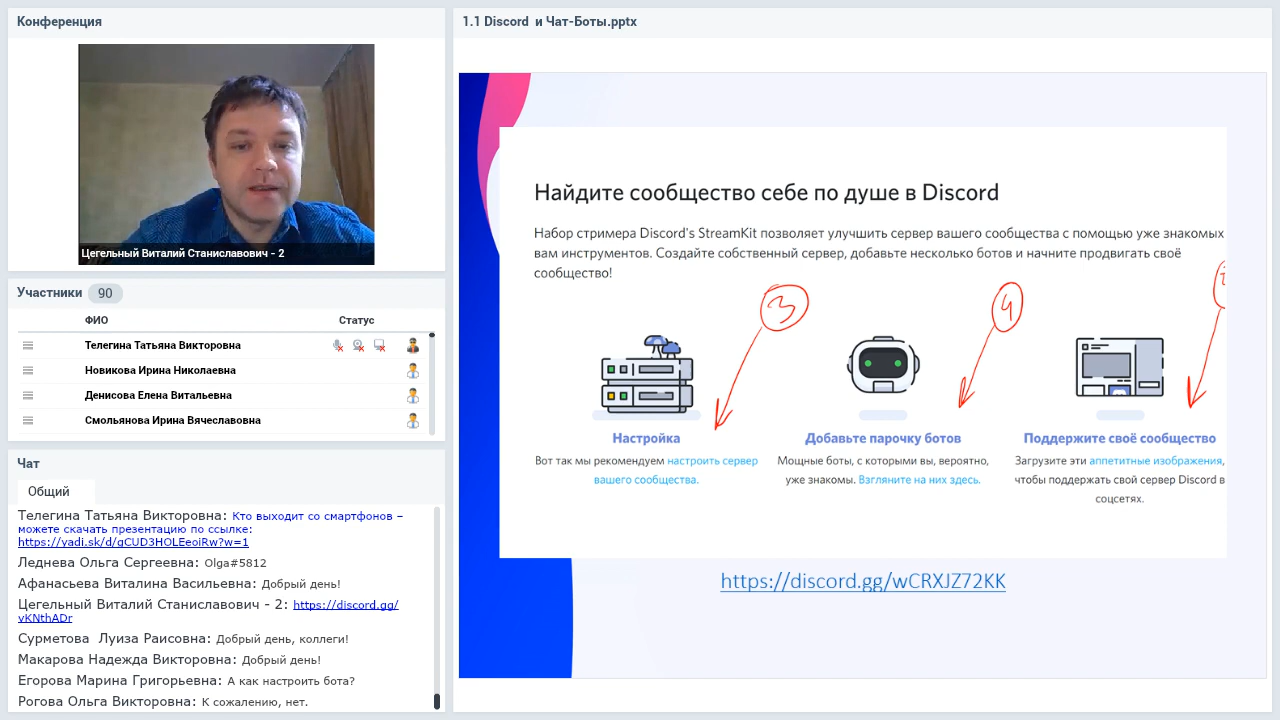 Конференция
Цегельный Виталий Станиславович - 2
Участники 90
ФИО Статус
Телегина Татьяна Викторовна
Новикова Ирина Николаевна
Денисова Елена Витальевна
Смольянова Ирина Вячеславовна
Чат
Общий
Телегина Татьяна Викторовна: Кто выходит со смартфонов –
можете скачать презентацию по ссылке:
https://yadi.sk/d/gCUD3HOLEeoiRw?w=1
Леднева Ольга Сергеевна: Olga#5812
Афанасьева Виталина Васильевна: Добрый день!
Цегельный Виталий Станиславович - 2: https://discord.gg/
vKNthADr
Сурметова Луиза Раисовна: Добрый день, коллеги!
Макарова Надежда Викторовна: Добрый день!
Егорова Марина Григорьевна: А как настроить бота?
Рогова Ольга Викторовна: К сожалению, нет.
1.1 Discord и Чат-Боты.pptx
Найдите сообщество себе по душе в Discord
Набор стримера Discord's StreamKit позволяет улучшить сервер вашего сообщества с помощью уже знакомых
вам инструментов. Создайте собственный сервер, добавьте несколько ботов и начните продвигать своё
сообщество!
3
4
Настройка
Вот так мы рекомендуем настроить сервер
вашего сообщества.
Добавьте парочку ботов
Мощные боты, с которыми вы, вероятно,
уже знакомы. Взгляните на них здесь.
Поддержите своё сообщество
Загрузите эти аппетитные изображения,
чтобы поддержать свой сервер Discord в
соцсетях.
https://discord.gg/wCRXJZ72KK